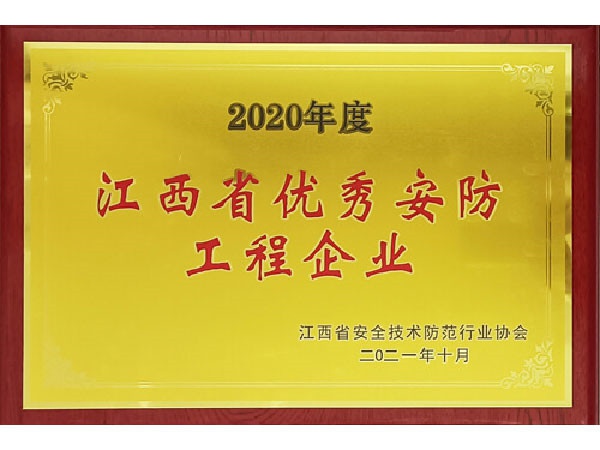 2020年度
江西省优秀安防
工程企业
江西省安全技术防范行业协会
二〇二一年十月